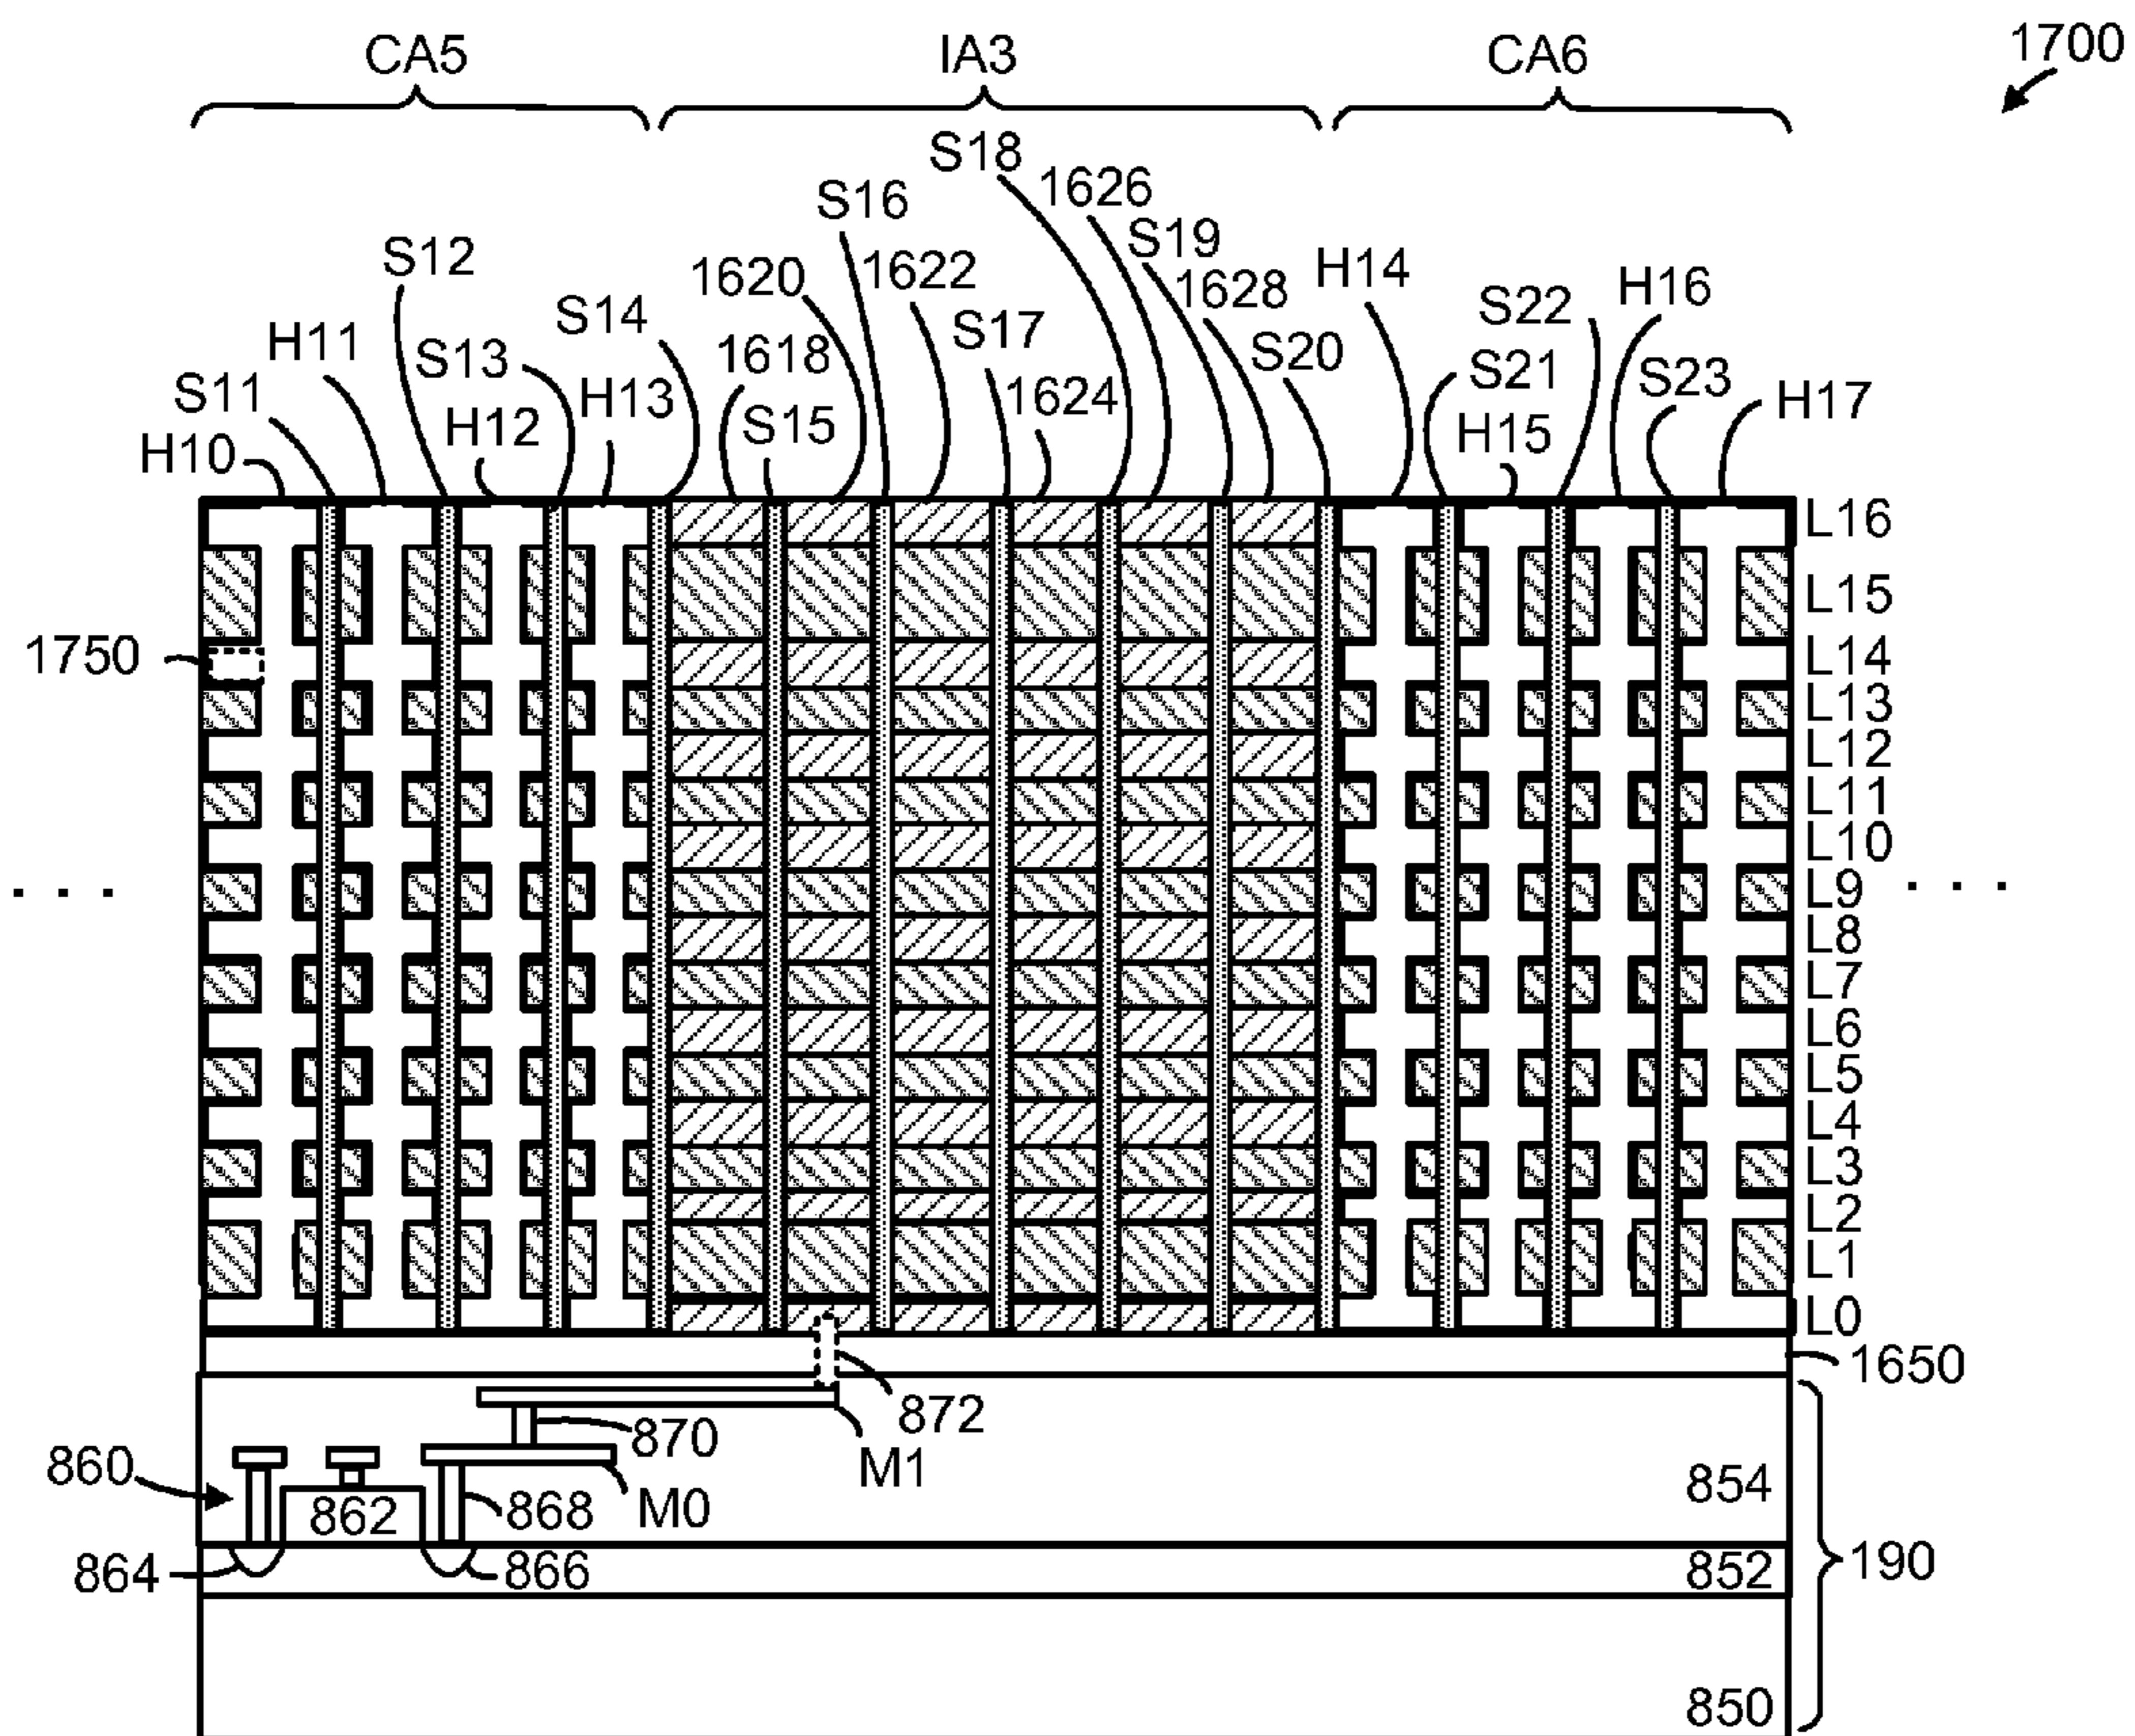 CA5 IA3 CA6 1700
S18
1626
S16
S19
S12 1620 1622 1628 H14 H16
S14 S17 S20 S22
H11 S13 1618 S21 S23
S11 H13 1624 H17
H12 S15 H15
H10
L16
L15
1750 L14
L13
L12
L11
L10
. . . L9 . . .
L8
L7
L6
L5
L4
L3
L2
L1
L0
1650
872
870
860 M1
854
862 868 M0
864 866 852 190
850